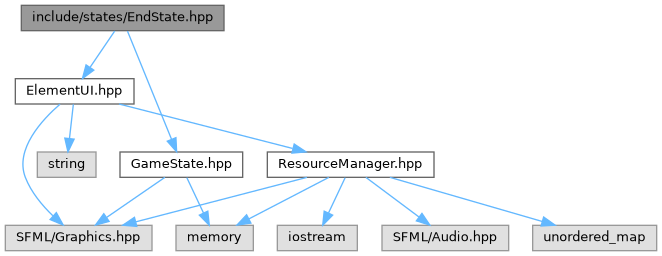 include/states/EndState.hpp
ElementUI.hpp
string
GameState.hpp
ResourceManager.hpp
SFML/Graphics.hpp
memory
iostream
SFML/Audio.hpp
unordered_map